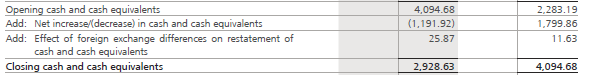 Opening cash and cash equivalents 4,094.68 2,283.19
Add: Net increase/(decrease) in cash and cash equivalents (1,191.92) 1,799.86
Add: Effect of foreign exchange differences on restatement of 25.87 11.63
cash and cash equivalents
Closing cash and cash equivalents 2,928.63 4,094.68